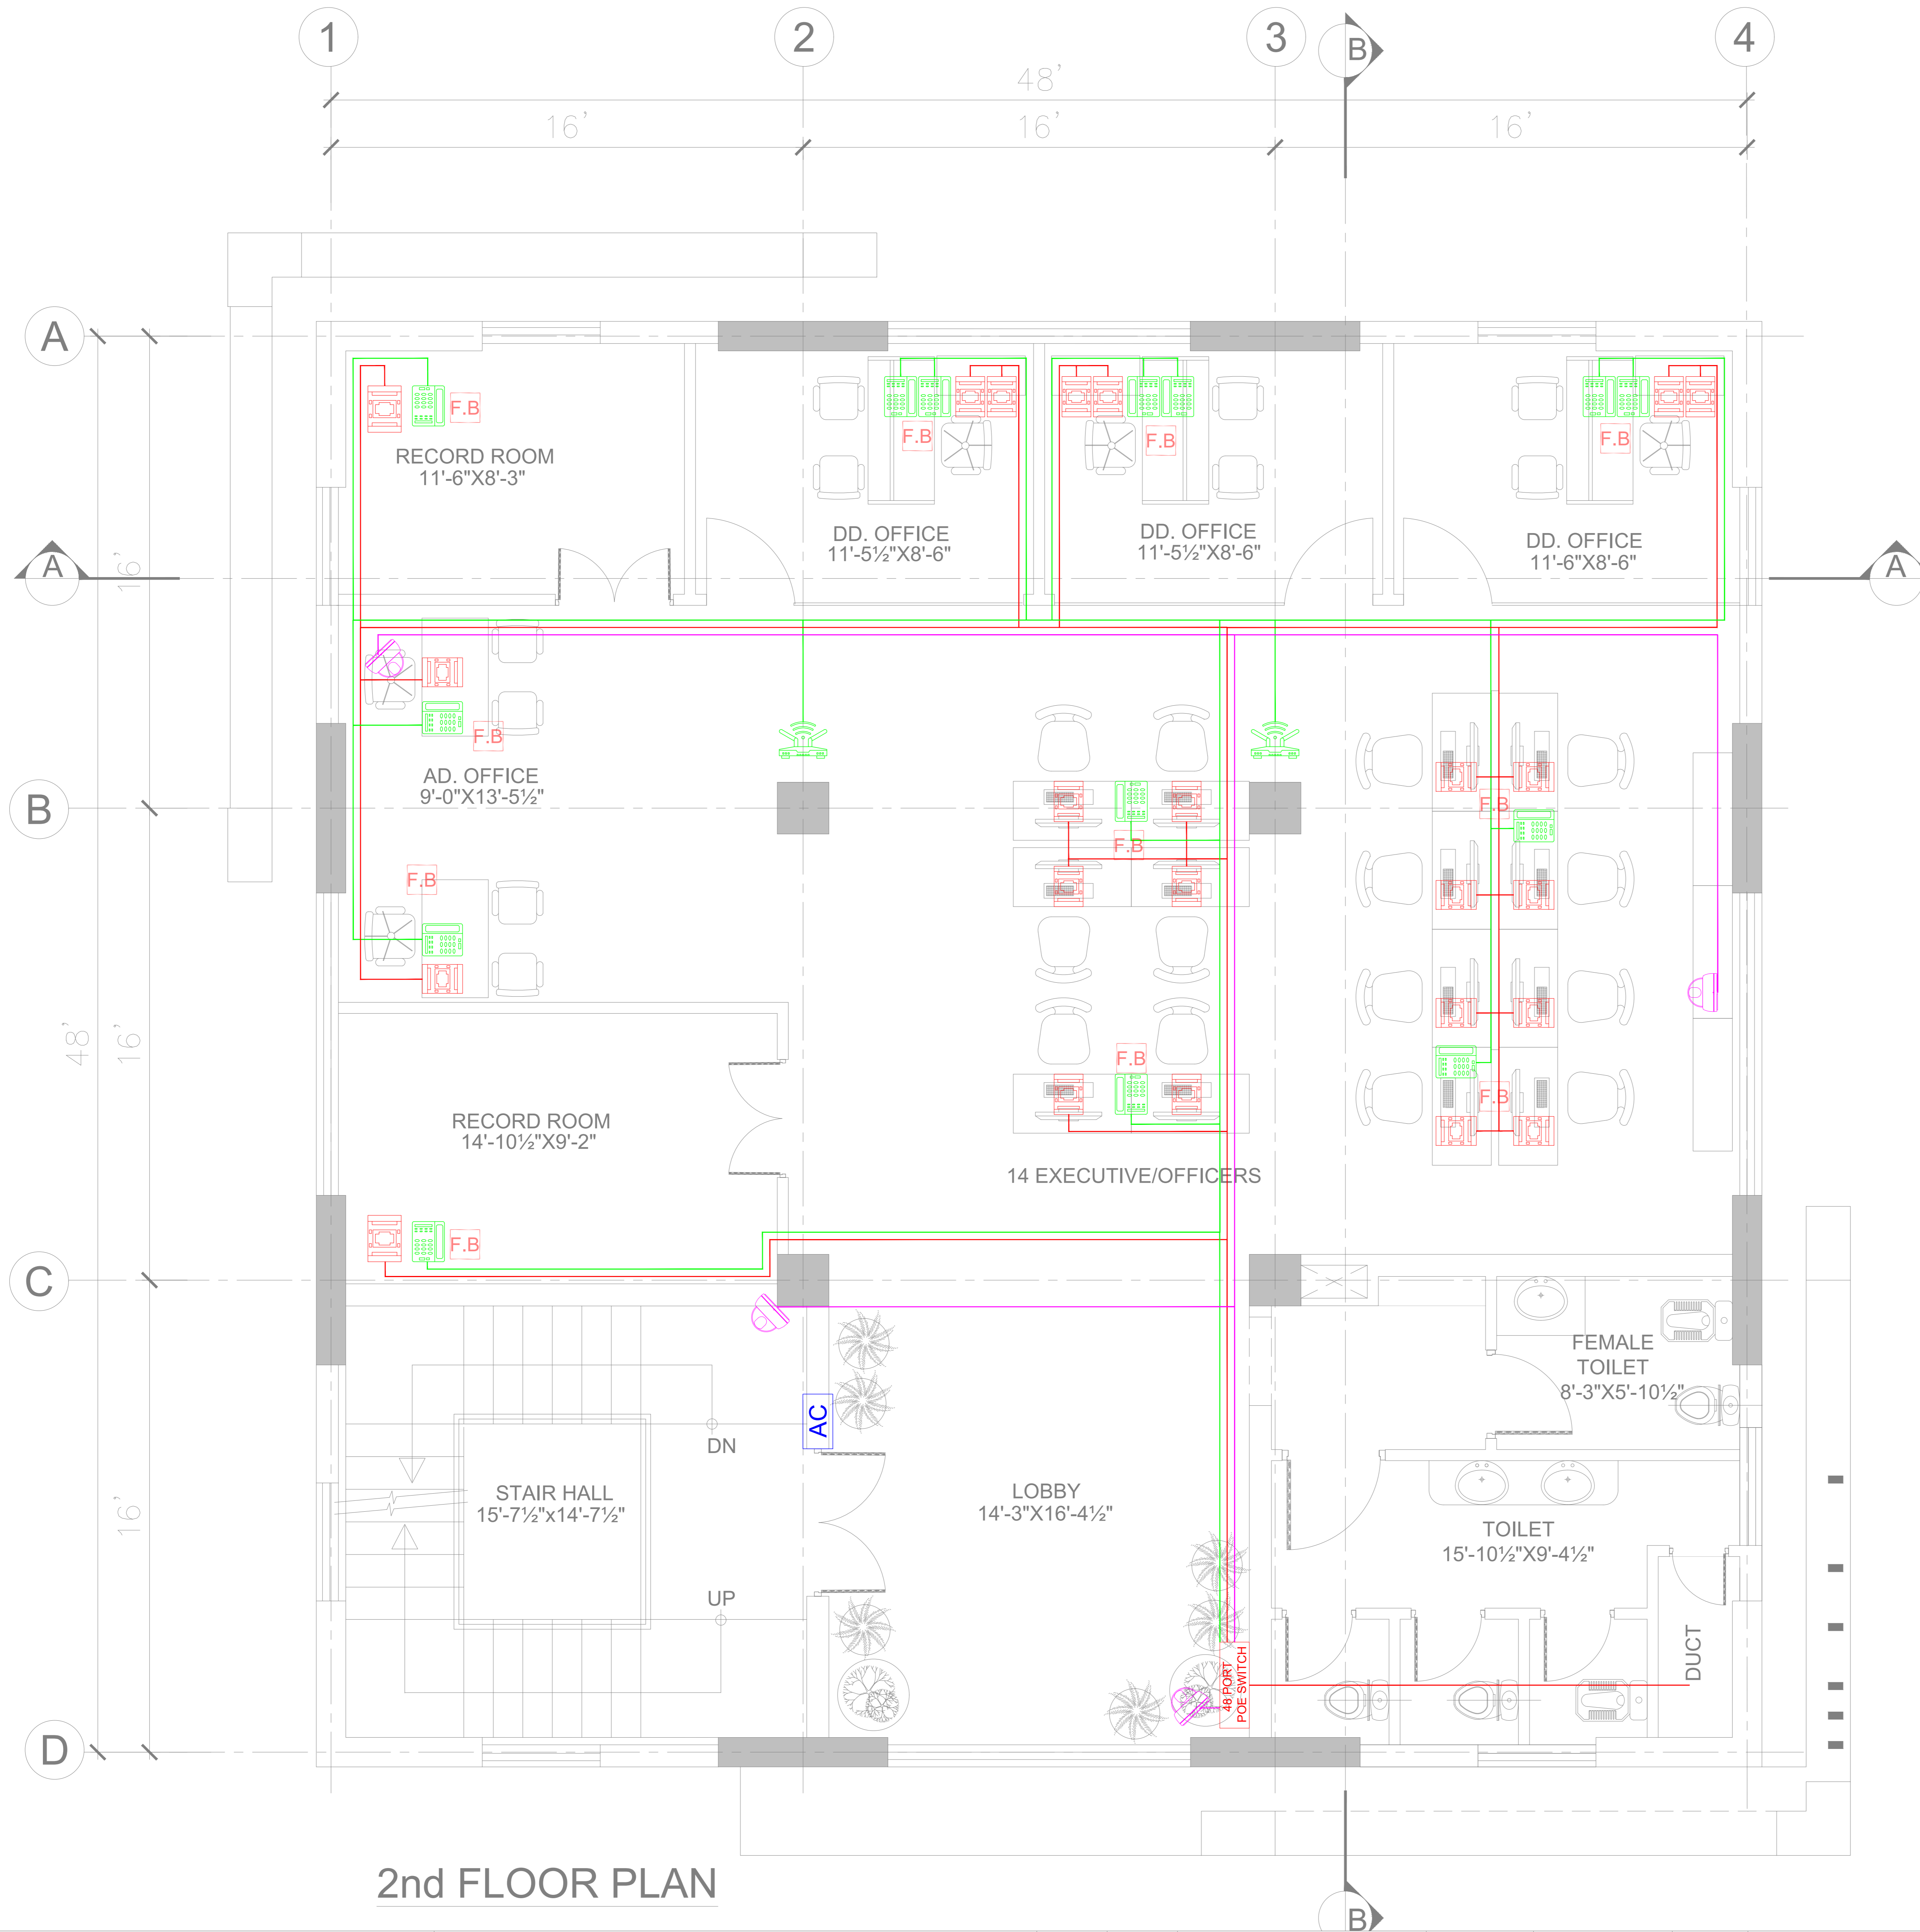 1
2
3
B
4
48'
16'
16'
16'
A
F.B
F.B
F.B
F.B
RECORD ROOM
11'-6"X8'-3"
DD. OFFICE
11'-5½"X8'-6"
DD. OFFICE
11'-5½"X8'-6"
DD. OFFICE
11'-6"X8'-6"
A
16'
A
F.B
AD. OFFICE
9'-0"X13'-5½"
B
F.B
F.B
F.B
48'
16'
F.B
F.B
RECORD ROOM
14'-10½"X9'-2"
14 EXECUTIVE/OFFICERS
F.B
C
FEMALE
TOILET
8'-3"X5'-10½"
AC
DN
STAIR HALL
15'-7½"x14'-7½"
LOBBY
14'-3"X16'-4½"
16'
TOILET
15'-10½"X9'-4½"
UP
DUCT
48 PORT
POE SWITCH
D
2nd FLOOR PLAN
B